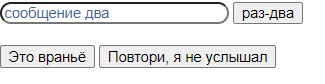 сообщение два раз-два
Это враньё Повтори, я не услышал